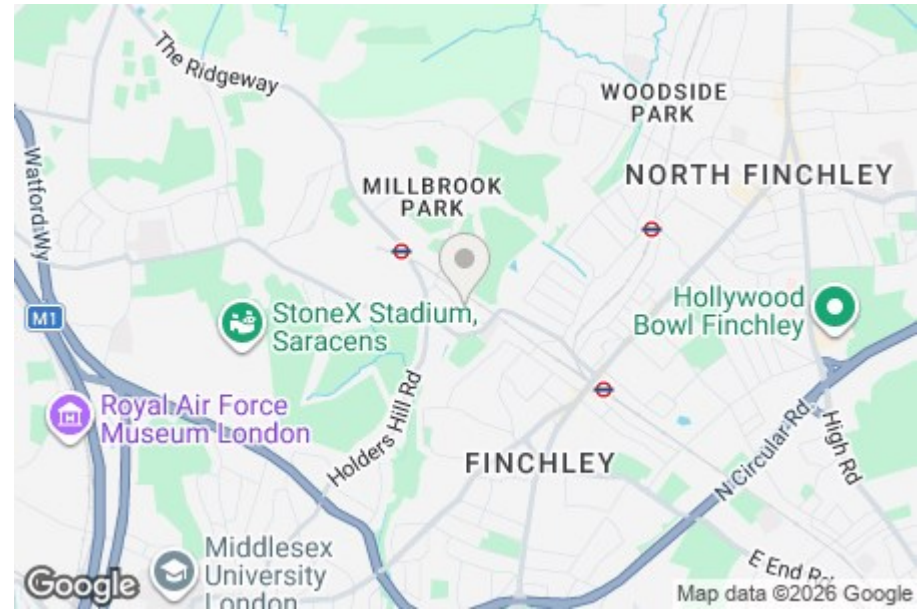 The Ridgeway
WOODSIDE
PARK
NORTH FINCHLEY
MILLBROOK
PARK
Watford Wy
M1
StoneX Stadium,
Saracens
Hollywood
Bowl Finchley
Royal Air Force
Museum London
Holders Hill Rd
FINCHLEY
N Circular Rd
High Rd
Middlesex
University
London
E End Rd
Google
Map data ©2026 Google